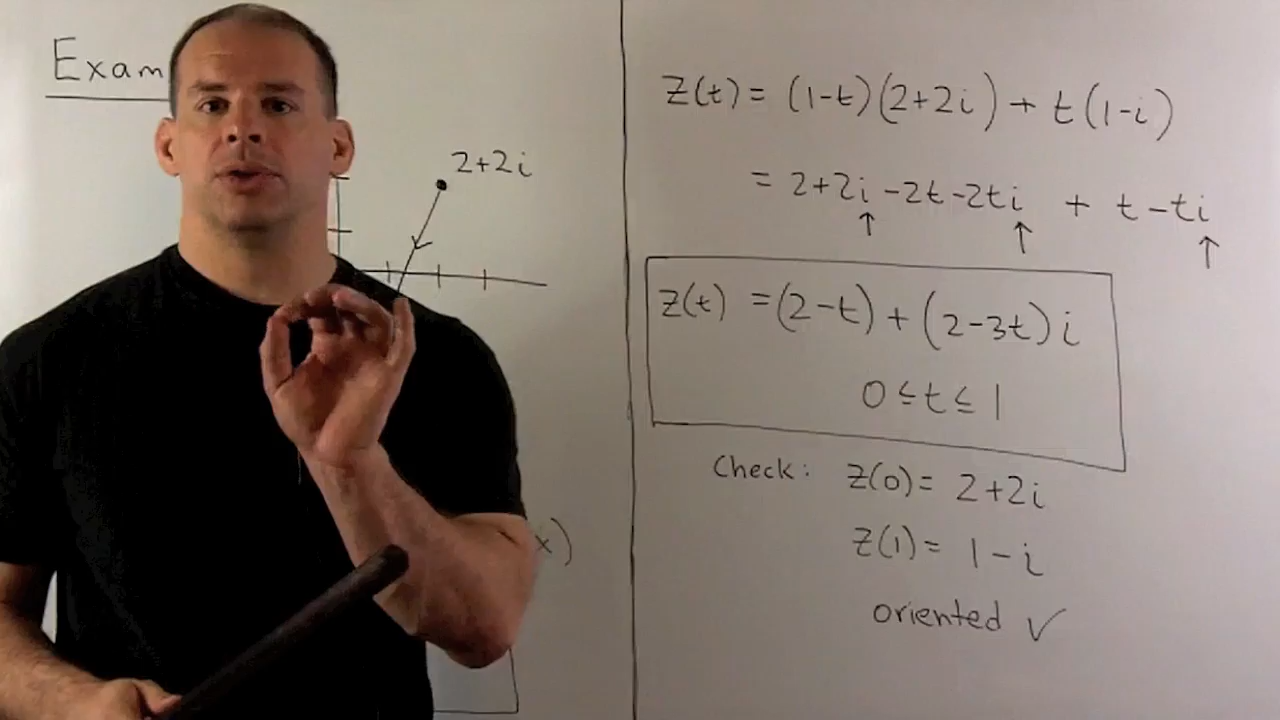 Exam
2+2i
x)
z(t) = (1-t)(2+2i) + t(1-i)
= 2+2i -2t -2ti + t - ti
z(t) = (2-t) + (2-3t)i
0 ≤ t ≤ 1
Check: z(0) = 2+2i
z(1) = 1-i
oriented ✓